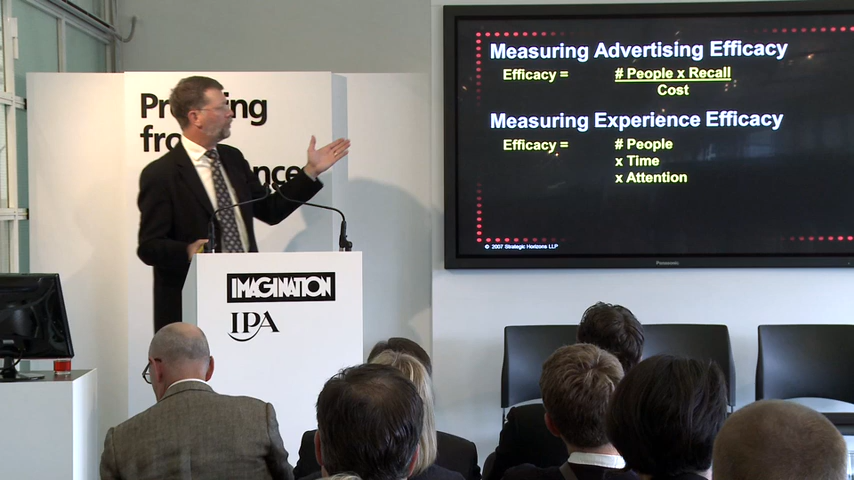 Measuring Advertising Efficacy
Efficacy = # People x Recall
Cost
Measuring Experience Efficacy
Efficacy = # People
x Time
x Attention
© 2007 Strategic Horizons LLP
Panasonic
IMAGINATION
IPA